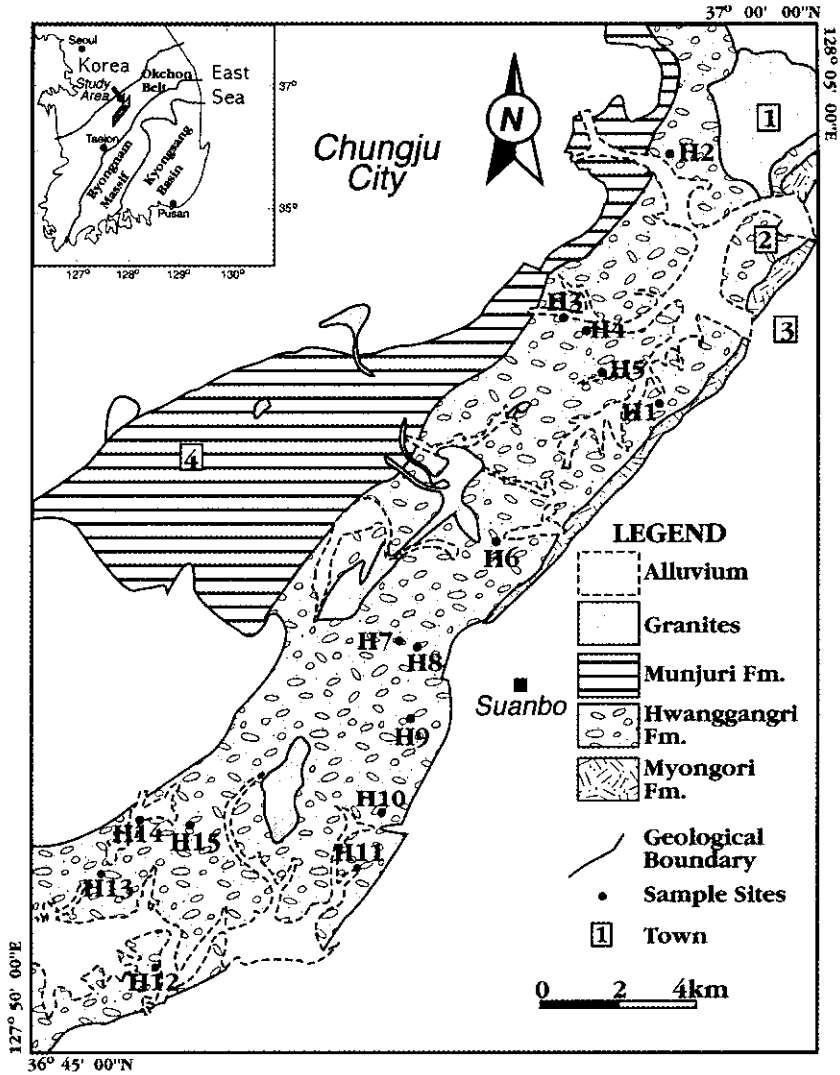 37° 00' 00"N
128° 05' 00"E
Seoul
Korea
Okchon
Belt
East
Sea
37°
Study
Area
Taejon
Byongnam
Massif
Kyongsang
Basin
Pusan
35°
127°
128°
129°
130°
N
Chungju
City
1
H2
2
3
H3
H4
H5
H1
4
H6
H7
H8
Suanbo
H9
H10
H11
H14
H15
H13
H12
LEGEND
Alluvium
Granites
Munjuri Fm.
Hwanggangri
Fm.
Myongori
Fm.
Geological
Boundary
Sample Sites
1 Town
0 2 4km
127° 50' 00"E
36° 45' 00"N